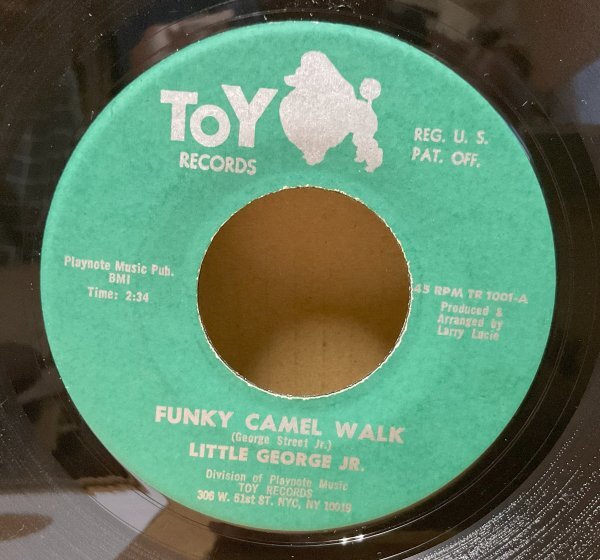 ToY
RECORDS
REG. U. S.
PAT. OFF.
Playnote Music Pub.
BMI
Time: 2:34
45 RPM TR 1001-A
Produced &
Arranged by
Larry Lucie
FUNKY CAMEL WALK
(George Street Jr.)
LITTLE GEORGE JR.
Division of Playnote Music
TOY RECORDS
306 W. 51st ST. NYC, NY 10019